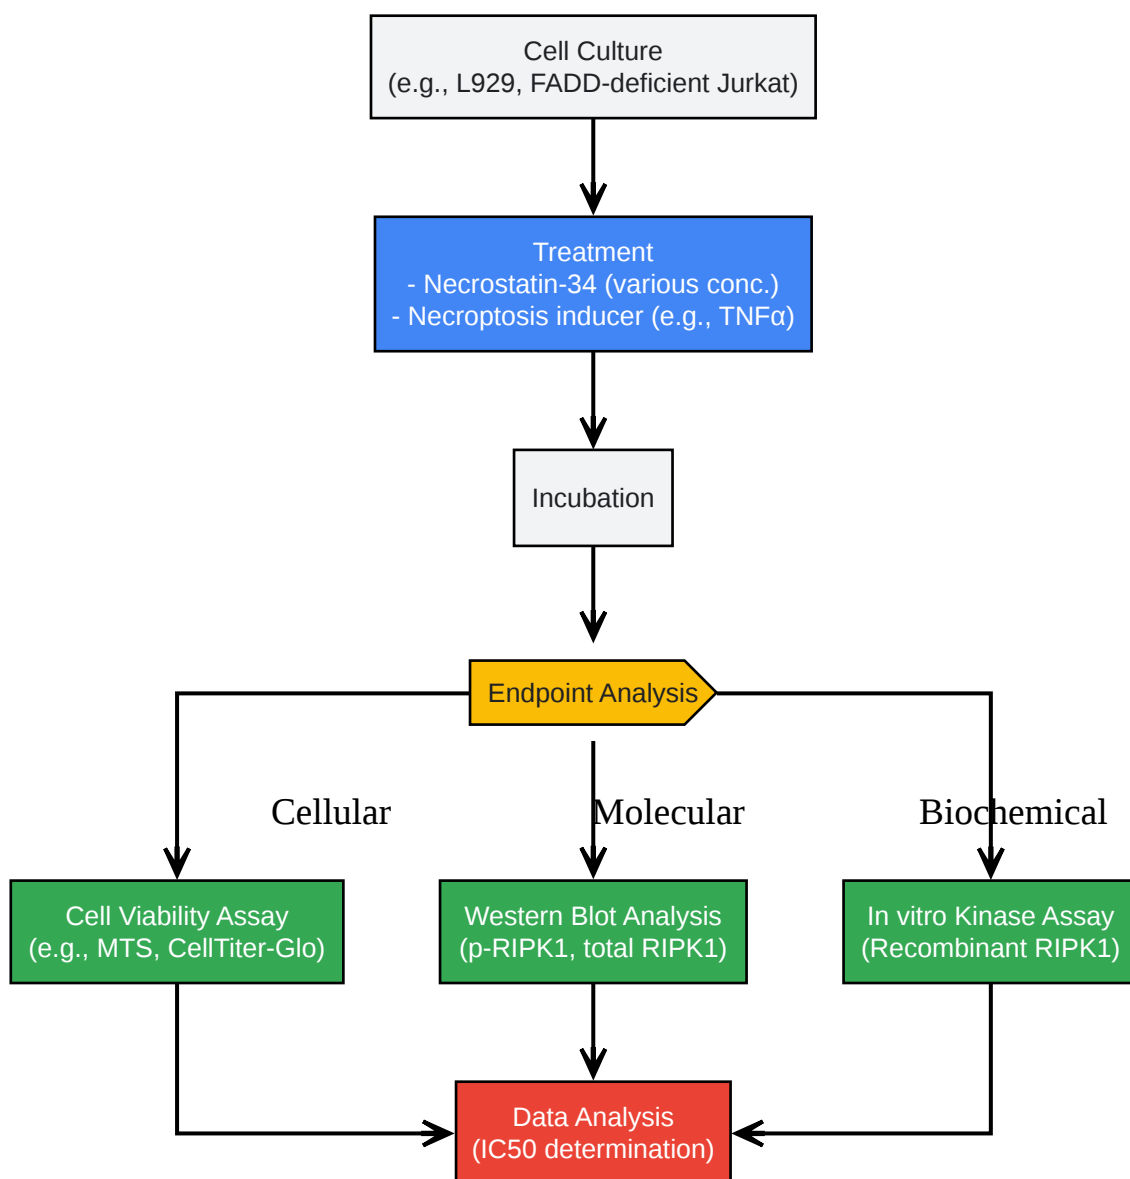 Cell Culture
(e.g., L929, FADD-deficient Jurkat)
Treatment
- Necrostatin-34 (various conc.)
- Necroptosis inducer (e.g., TNFα)
Incubation
Endpoint Analysis
Cellular
Molecular
Biochemical
Cell Viability Assay
(e.g., MTS, CellTiter-Glo)
Western Blot Analysis
(p-RIPK1, total RIPK1)
In vitro Kinase Assay
(Recombinant RIPK1)
Data Analysis
(IC50 determination)